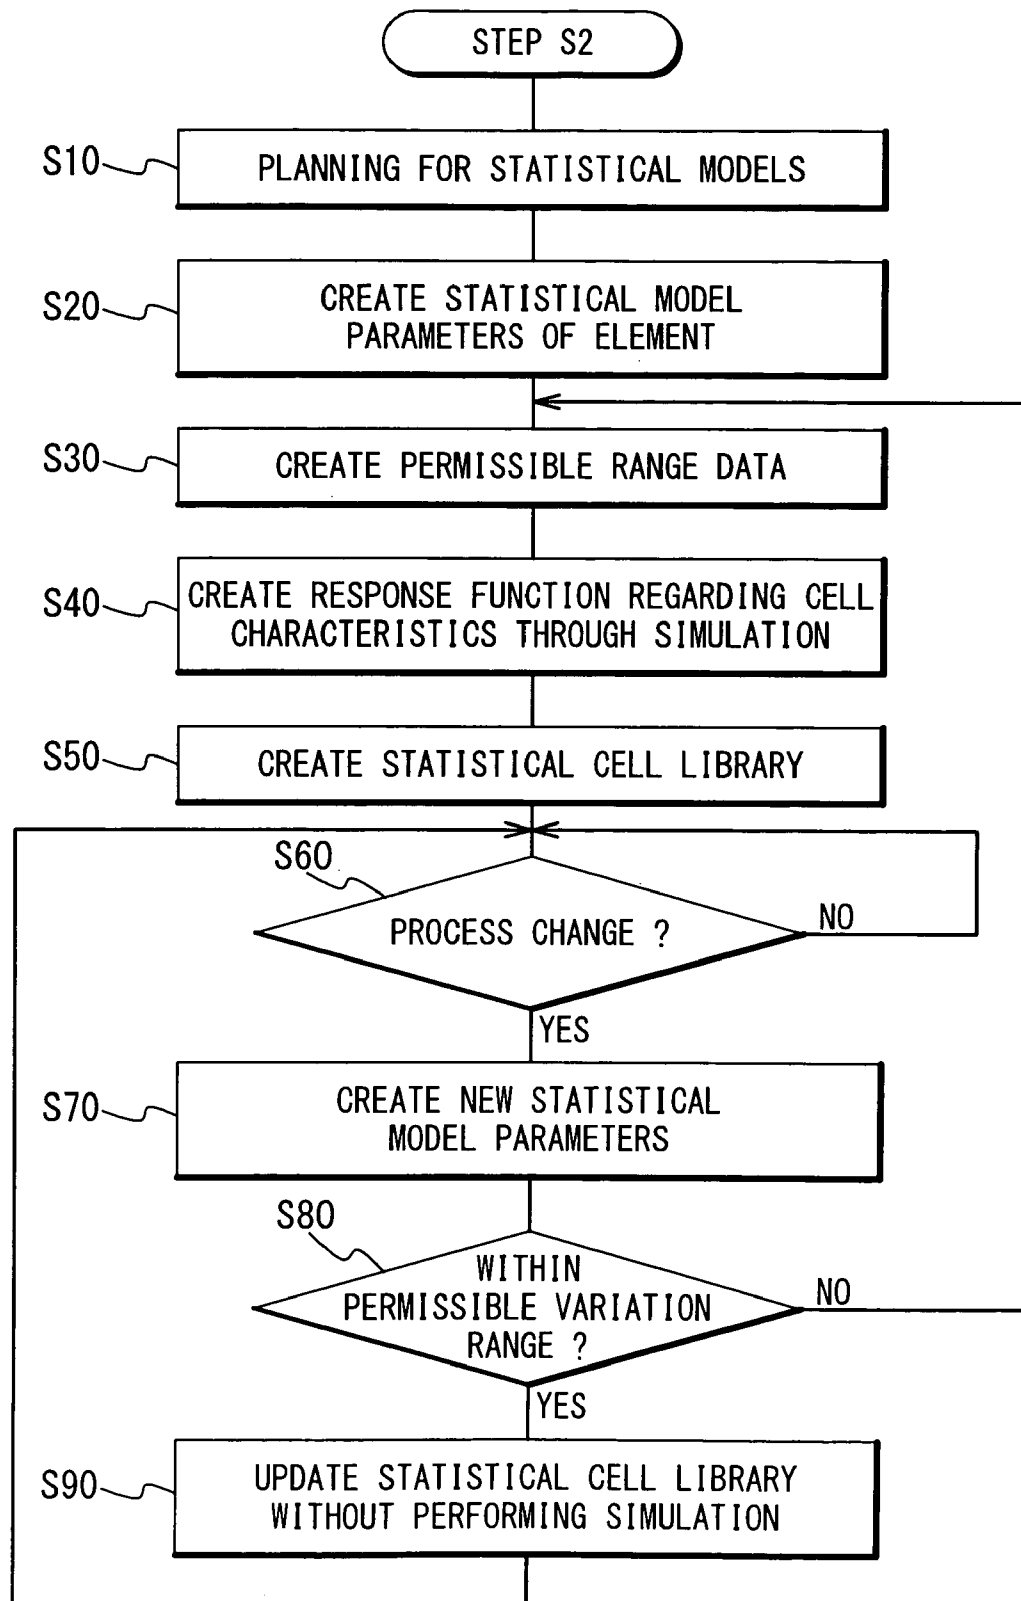 STEP S2
S10
PLANNING FOR STATISTICAL MODELS
S20
CREATE STATISTICAL MODEL
PARAMETERS OF ELEMENT
S30
CREATE PERMISSIBLE RANGE DATA
S40
CREATE RESPONSE FUNCTION REGARDING CELL
CHARACTERISTICS THROUGH SIMULATION
S50
CREATE STATISTICAL CELL LIBRARY
S60
PROCESS CHANGE ?
NO
YES
S70
CREATE NEW STATISTICAL
MODEL PARAMETERS
S80
WITHIN
PERMISSIBLE VARIATION
RANGE ?
NO
YES
S90
UPDATE STATISTICAL CELL LIBRARY
WITHOUT PERFORMING SIMULATION